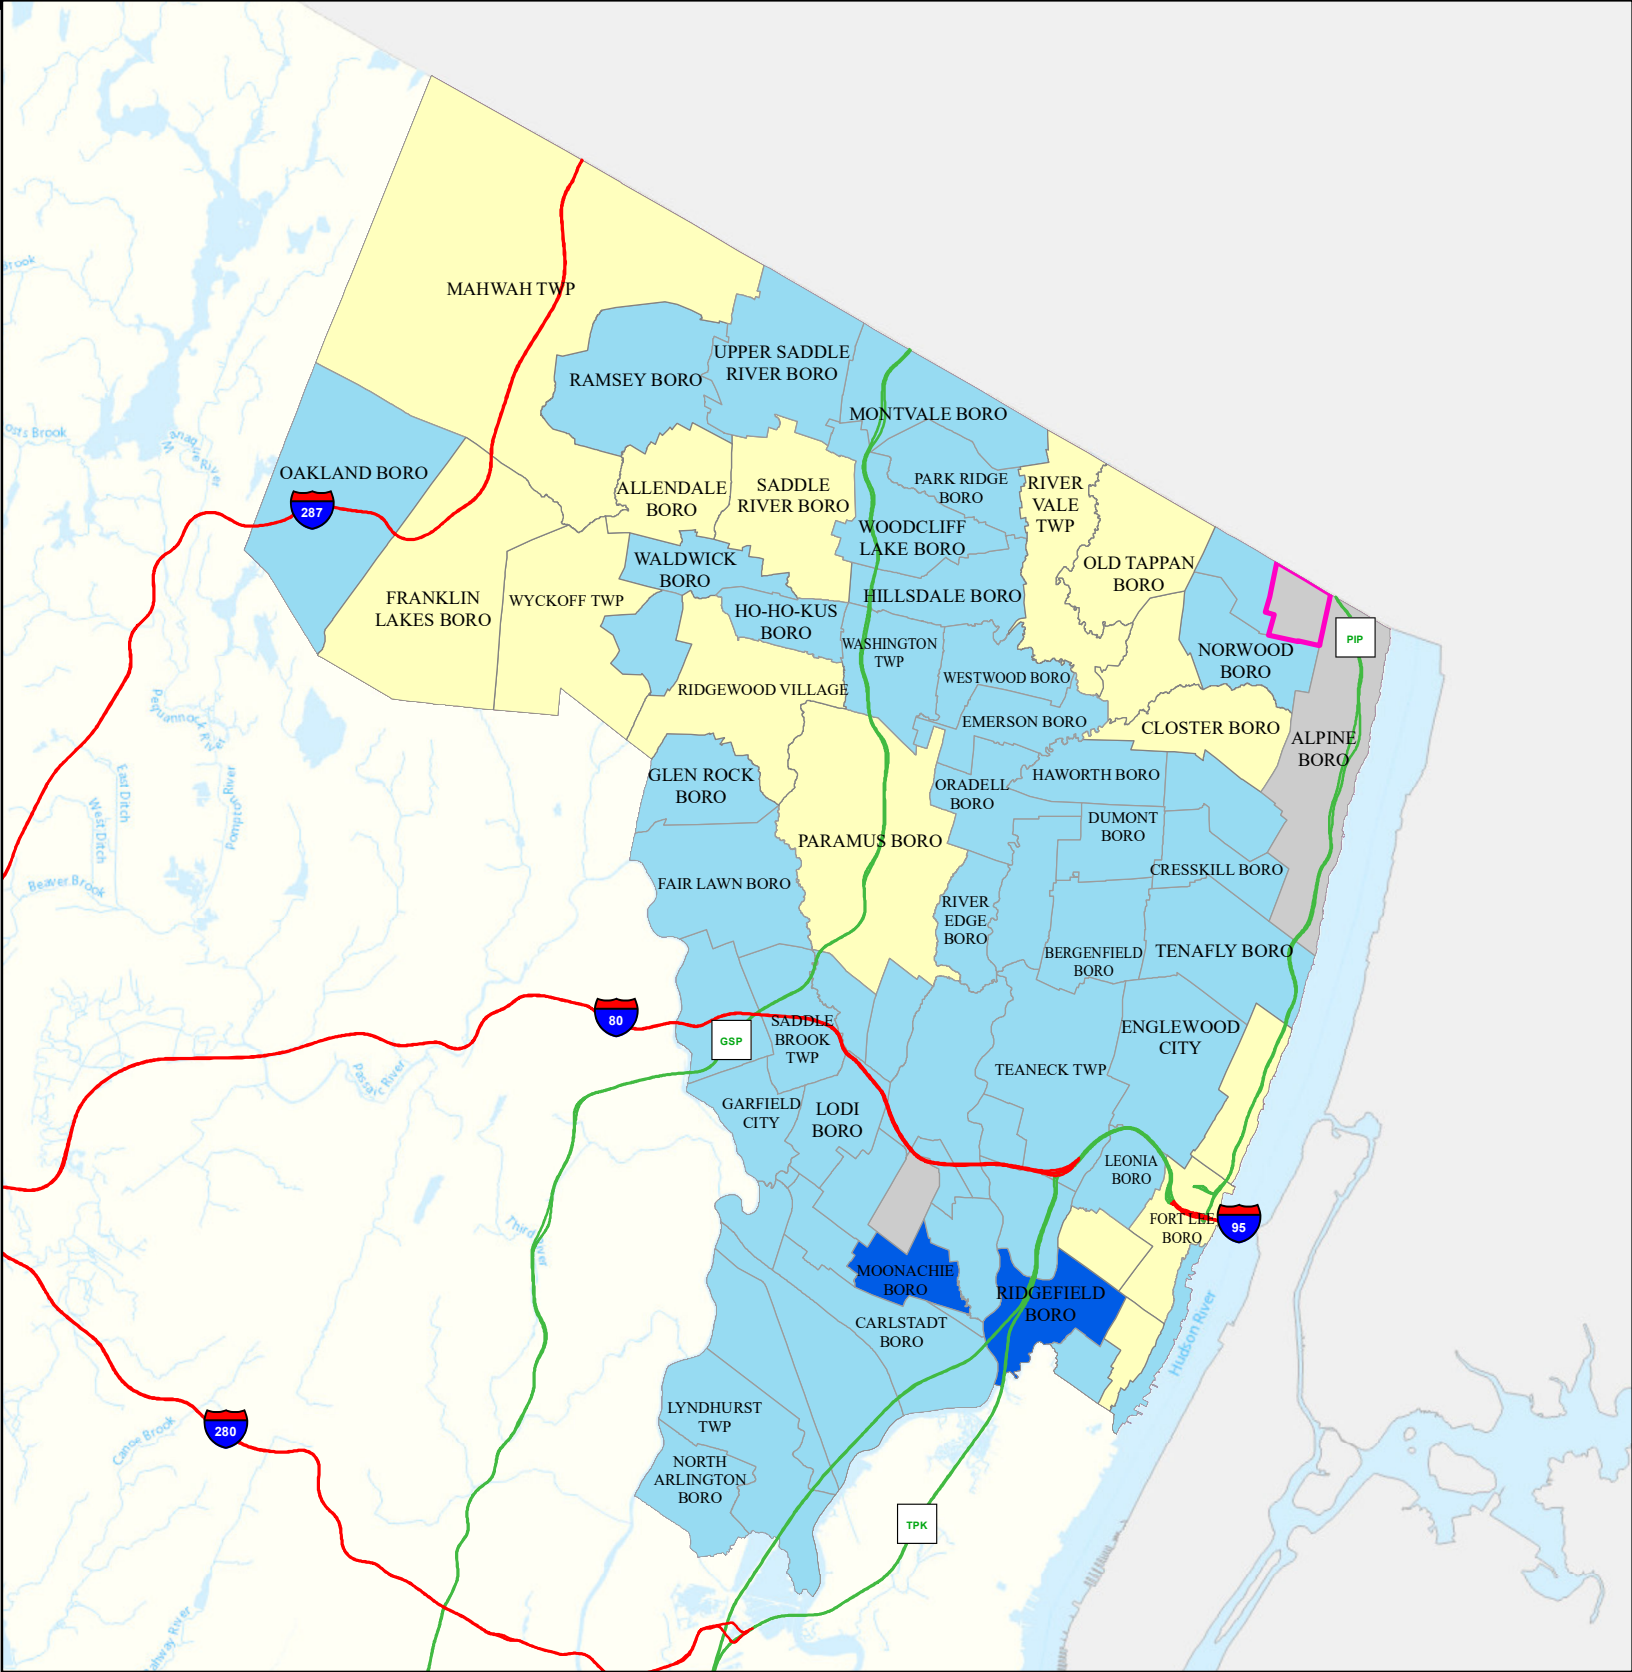 MAHWAH TWP
UPPER SADDLE
RIVER BORO
RAMSEY BORO
MONTVALE BORO
OAKLAND BORO
287
ALLENDALE
BORO
SADDLE
RIVER BORO
PARK RIDGE
BORO
RIVER
VALE
TWP
WOODCLIFF
LAKE BORO
WALDWICK
BORO
OLD TAPPAN
BORO
FRANKLIN
LAKES BORO
WYCKOFF TWP
HO-HO-KUS
BORO
HILLSDALE BORO
WASHINGTON
TWP
NORWOOD
BORO
PIP
WESTWOOD BORO
RIDGEWOOD VILLAGE
EMERSON BORO
CLOSTER BORO
ALPINE
BORO
GLEN ROCK
BORO
ORADELL
BORO
HAWORTH BORO
DUMONT
BORO
PARAMUS BORO
CRESSKILL BORO
FAIR LAWN BORO
RIVER
EDGE
BORO
BERGENFIELD
BORO
TENAFLY BORO
80
GSP
SADDLE
BROOK
TWP
ENGLEWOOD
CITY
TEANECK TWP
GARFIELD
CITY
LODI
BORO
LEONIA
BORO
FORT LEE
BORO
95
MOONACHIE
BORO
RIDGEFIELD
BORO
CARLSTADT
BORO
LYNDHURST
TWP
NORTH
ARLINGTON
BORO
280
TPK
Brook
osts Brook
Pequannock River
East Ditch
West Ditch
Pompton River
Beaver Brook
Passaic River
Third River
Canoe Brook
Hudson River